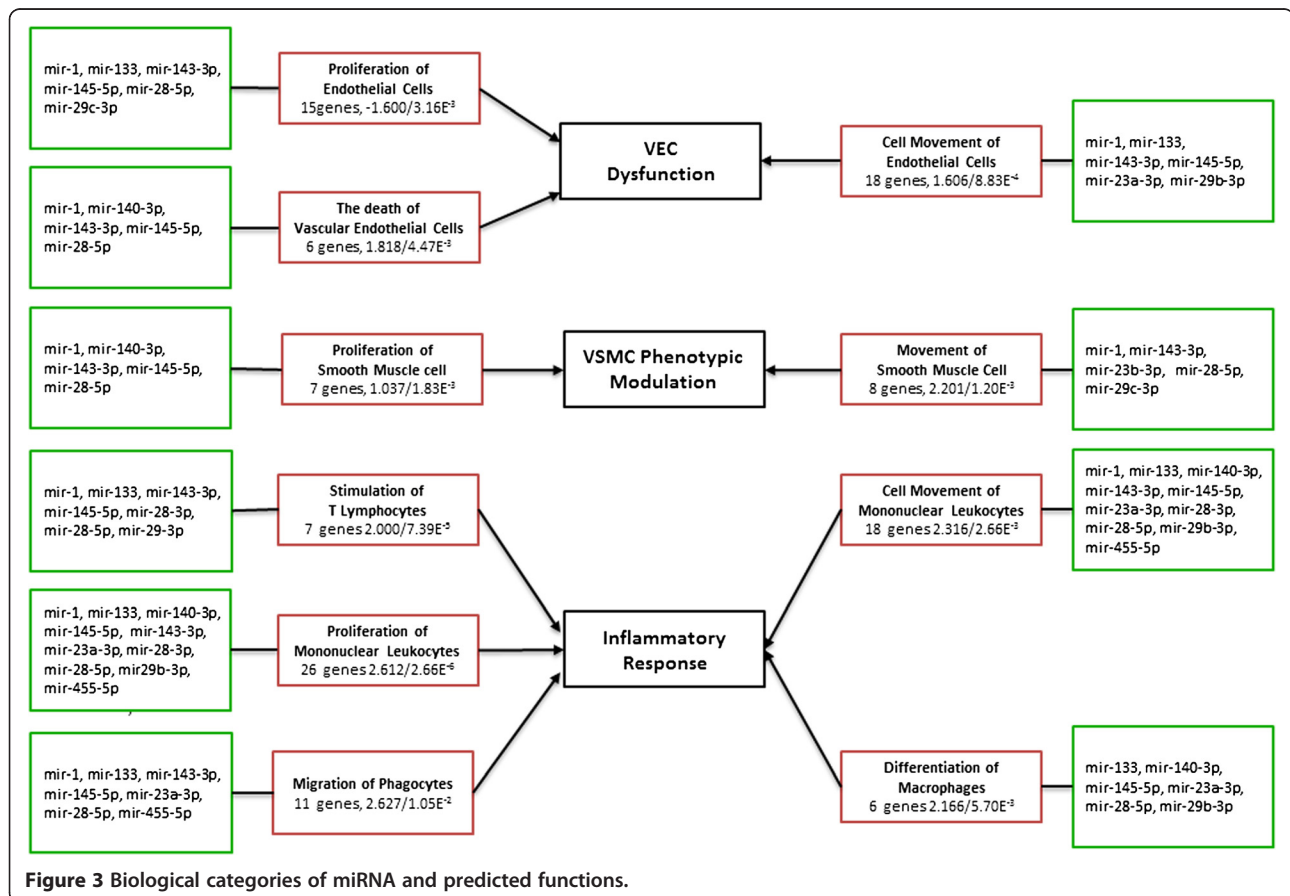 mir-1, mir-133, mir-143-3p,
mir-145-5p, mir-28-5p,
mir-29c-3p
Proliferation of
Endothelial Cells
15genes, -1.600/3.16E⁻³
mir-1, mir-140-3p,
mir-143-3p, mir-145-5p,
mir-28-5p
The death of
Vascular Endothelial Cells
6 genes, 1.818/4.47E⁻³
VEC
Dysfunction
Cell Movement of
Endothelial Cells
18 genes, 1.606/8.83E⁻⁴
mir-1, mir-133,
mir-143-3p, mir-145-5p,
mir-23a-3p, mir-29b-3p
mir-1, mir-140-3p,
mir-143-3p, mir-145-5p,
mir-28-5p
Proliferation of
Smooth Muscle cell
7 genes, 1.037/1.83E⁻³
VSMC Phenotypic
Modulation
Movement of
Smooth Muscle Cell
8 genes, 2.201/1.20E⁻³
mir-1, mir-143-3p,
mir-23b-3p, mir-28-5p,
mir-29c-3p
mir-1, mir-133, mir-143-3p,
mir-145-5p, mir-28-3p,
mir-28-5p, mir-29-3p
Stimulation of
T Lymphocytes
7 genes 2.000/7.39E⁻⁵
mir-1, mir-133, mir-140-3p,
mir-145-5p, mir-143-3p,
mir-23a-3p, mir-28-3p,
mir-28-5p, mir29b-3p,
mir-455-5p
,
Proliferation of
Mononuclear Leukocytes
26 genes 2.612/2.66E⁻⁶
mir-1, mir-133, mir-143-3p,
mir-145-5p, mir-23a-3p,
mir-28-5p, mir-455-5p
Migration of Phagocytes
11 genes, 2.627/1.05E⁻²
Inflammatory
Response
Cell Movement of
Mononuclear Leukocytes
18 genes 2.316/2.66E⁻³
mir-1, mir-133, mir-140-3p,
mir-143-3p, mir-145-5p,
mir-23a-3p, mir-28-3p,
mir-28-5p, mir-29b-3p,
mir-455-5p
Differentiation of
Macrophages
6 genes 2.166/5.70E⁻³
mir-133, mir-140-3p,
mir-145-5p, mir-23a-3p,
mir-28-5p, mir-29b-3p
Figure 3 Biological categories of miRNA and predicted functions.